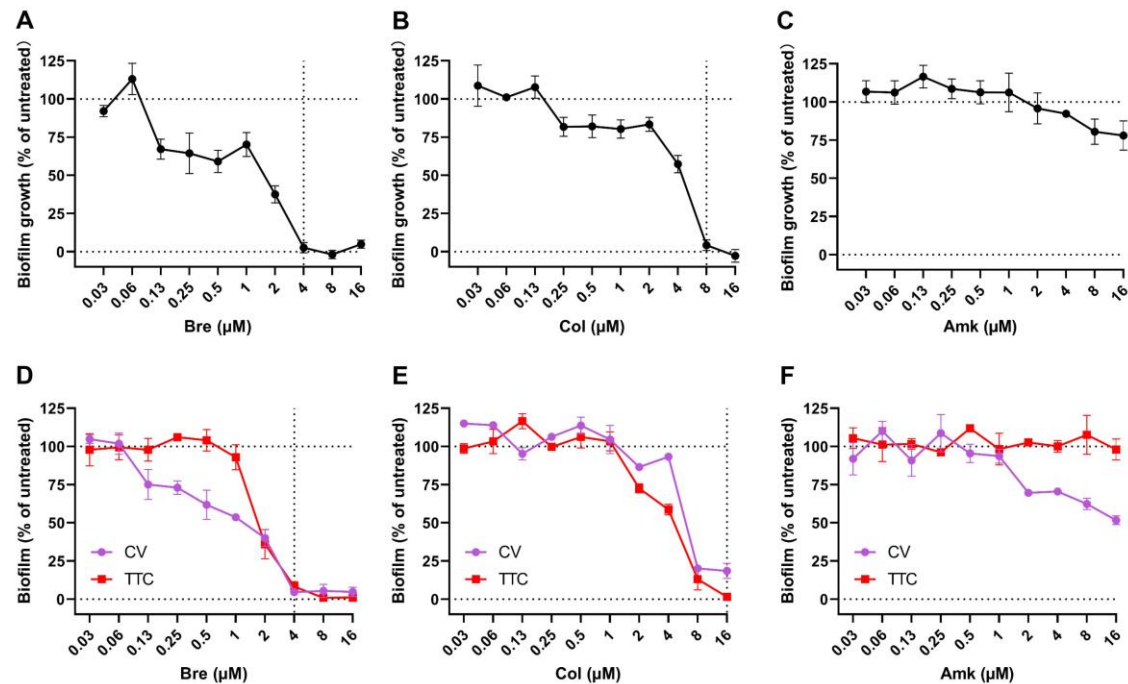 A
Biofilm growth (% of untreated)
125
100
75
50
25
0
0.03 0.06 0.13 0.25 0.5 1 2 4 8 16
Bre (µM)
B
Biofilm growth (% of untreated)
125
100
75
50
25
0
0.03 0.06 0.13 0.25 0.5 1 2 4 8 16
Col (µM)
C
Biofilm growth (% of untreated)
125
100
75
50
25
0
0.03 0.06 0.13 0.25 0.5 1 2 4 8 16
Amk (µM)
D
Biofilm (% of untreated)
125
100
75
50
25
0
CV
TTC
0.03 0.06 0.13 0.25 0.5 1 2 4 8 16
Bre (µM)
E
Biofilm (% of untreated)
125
100
75
50
25
0
CV
TTC
0.03 0.06 0.13 0.25 0.5 1 2 4 8 16
Col (µM)
F
Biofilm (% of untreated)
125
100
75
50
25
0
CV
TTC
0.03 0.06 0.13 0.25 0.5 1 2 4 8 16
Amk (µM)